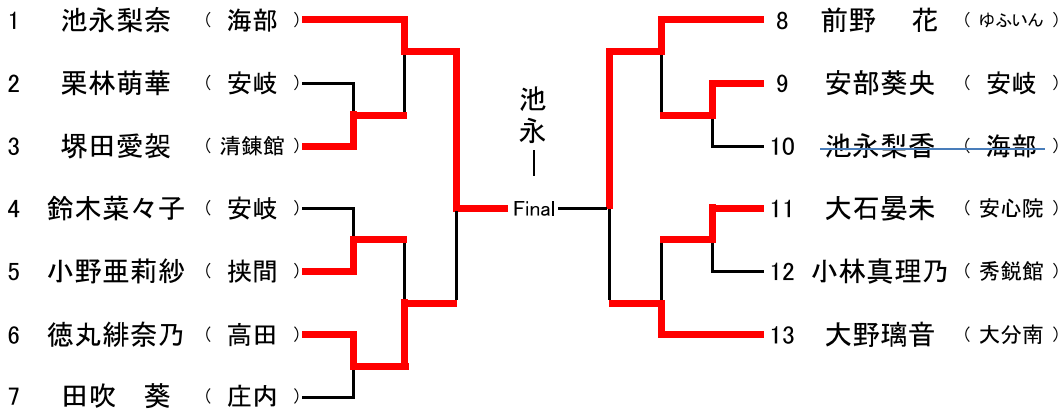 1 池永梨奈 （ 海部 ）
2 栗林萌華 （ 安岐 ）
3 堺田愛袈 （ 清錬館 ）
4 鈴木菜々子 （ 安岐 ）
5 小野亜莉紗 （ 挟間 ）
6 徳丸緋奈乃 （ 高田 ）
7 田吹　葵 （ 庄内 ）
池永―
Final
8 前野　花 （ ゆふいん ）
9 安部葵央 （ 安岐 ）
10 池永梨香 （ 海部 ）
11 大石晏未 （ 安心院 ）
12 小林真理乃 （ 秀鋭館 ）
13 大野璃音 （ 大分南 ）